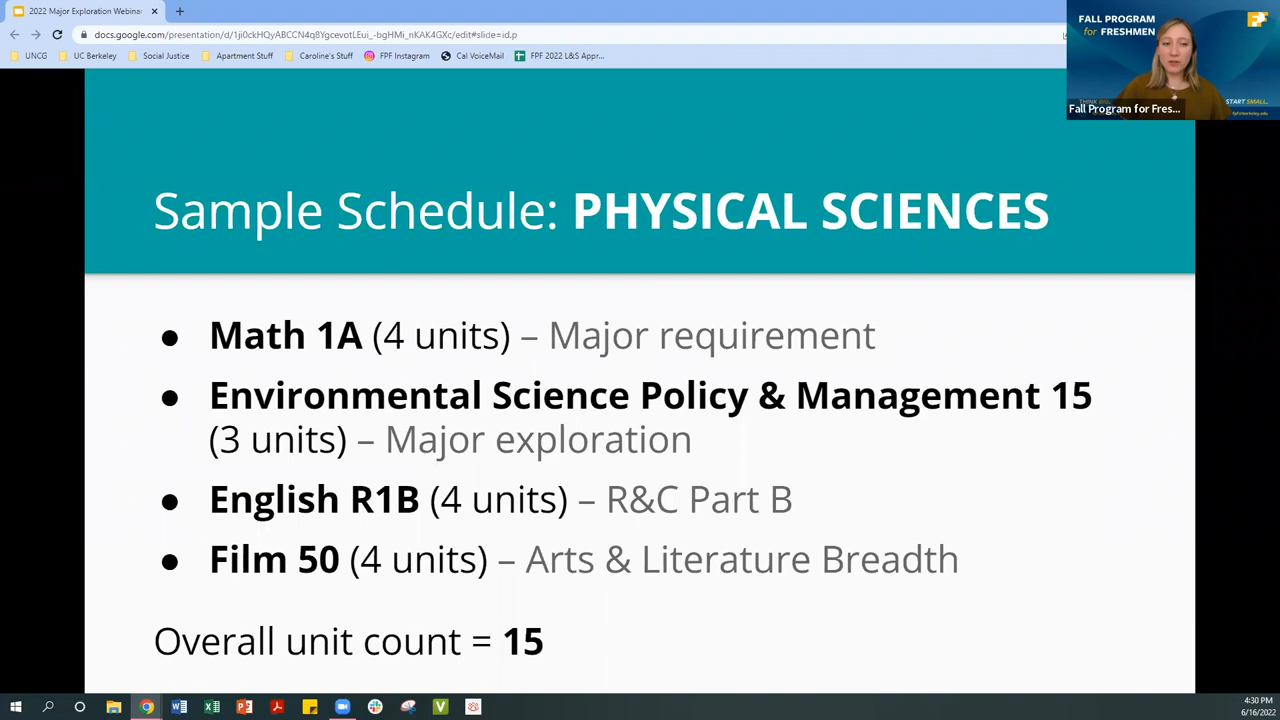 2022 Major Exploration Webinar
docs.google.com/presentation/d/1ji0ckHQyABCCN4q8YgcevotLEui_-bgHMi_nKAK4GXc/edit#slide=id.p
UNCG
UC Berkeley
Social Justice
Apartment Stuff
Caroline's Stuff
FPF Instagram
Cal VoiceMail
FPF 2022 L&S Appr...
FALL PROGRAM
for FRESHMEN
START SMALL.
fpf.berkeley.edu
Fall Program for Fres...
Sample Schedule: PHYSICAL SCIENCES
● Math 1A (4 units) – Major requirement
● Environmental Science Policy & Management 15
(3 units) – Major exploration
● English R1B (4 units) – R&C Part B
● Film 50 (4 units) – Arts & Literature Breadth
Overall unit count = 15
4:30 PM
6/16/2022